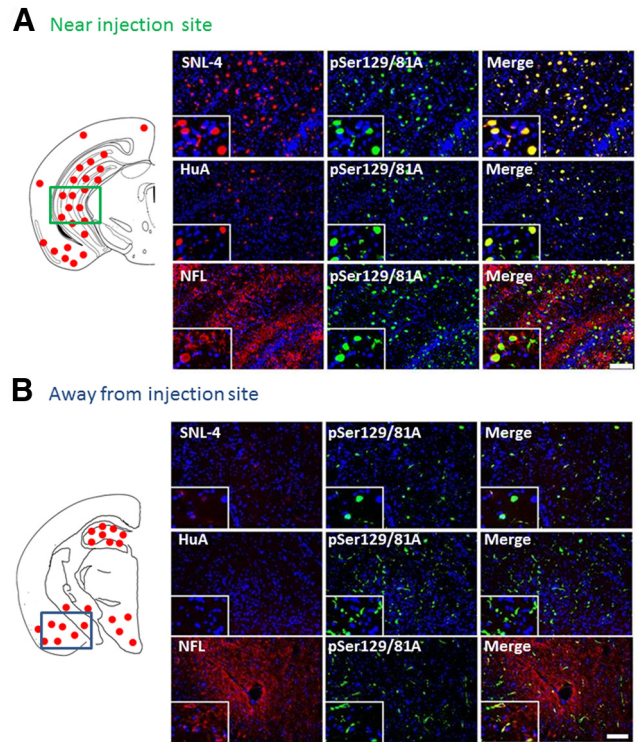 A Near injection site
SNL-4 pSer129/81A Merge
HuA pSer129/81A Merge
NFL pSer129/81A Merge
B Away from injection site
SNL-4 pSer129/81A Merge
HuA pSer129/81A Merge
NFL pSer129/81A Merge